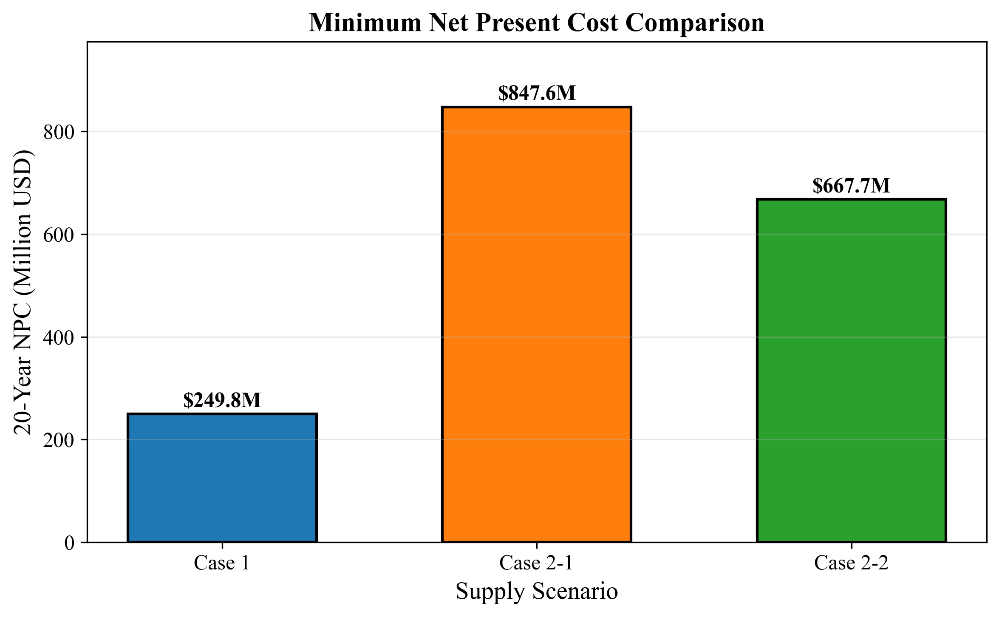 Minimum Net Present Cost Comparison
20-Year NPC (Million USD)
800
600
400
200
0
$249.8M
$847.6M
$667.7M
Case 1
Case 2-1
Case 2-2
Supply Scenario